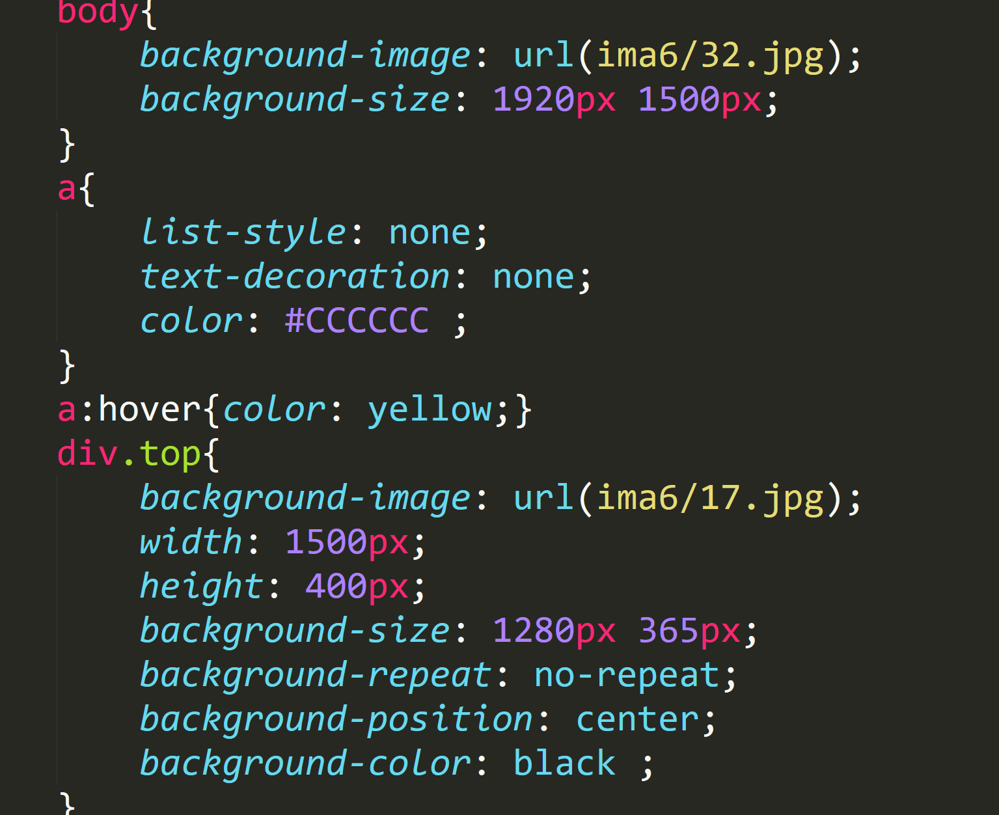 body{
background-image: url(ima6/32.jpg);
background-size: 1920px 1500px;
}
a{
list-style: none;
text-decoration: none;
color: #CCCCCC ;
}
a:hover{color: yellow;}
div.top{
background-image: url(ima6/17.jpg);
width: 1500px;
height: 400px;
background-size: 1280px 365px;
background-repeat: no-repeat;
background-position: center;
background-color: black ;
}